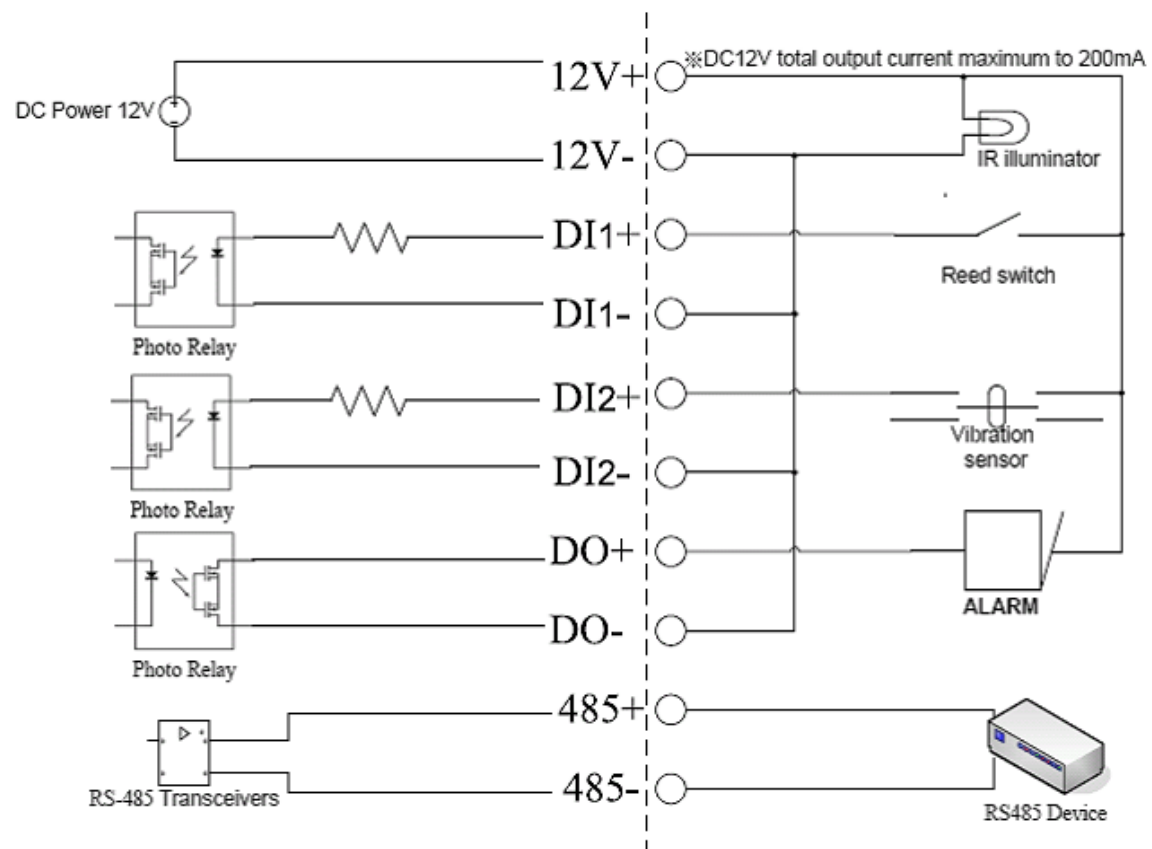 ※DC12V total output current maximum to 200mA
12V+
DC Power 12V
12V-
IR illuminator
DI1+
Reed switch
DI1-
Photo Relay
DI2+
Vibration
sensor
DI2-
Photo Relay
DO+
ALARM
DO-
Photo Relay
485+
485-
RS-485 Transceivers
RS485 Device